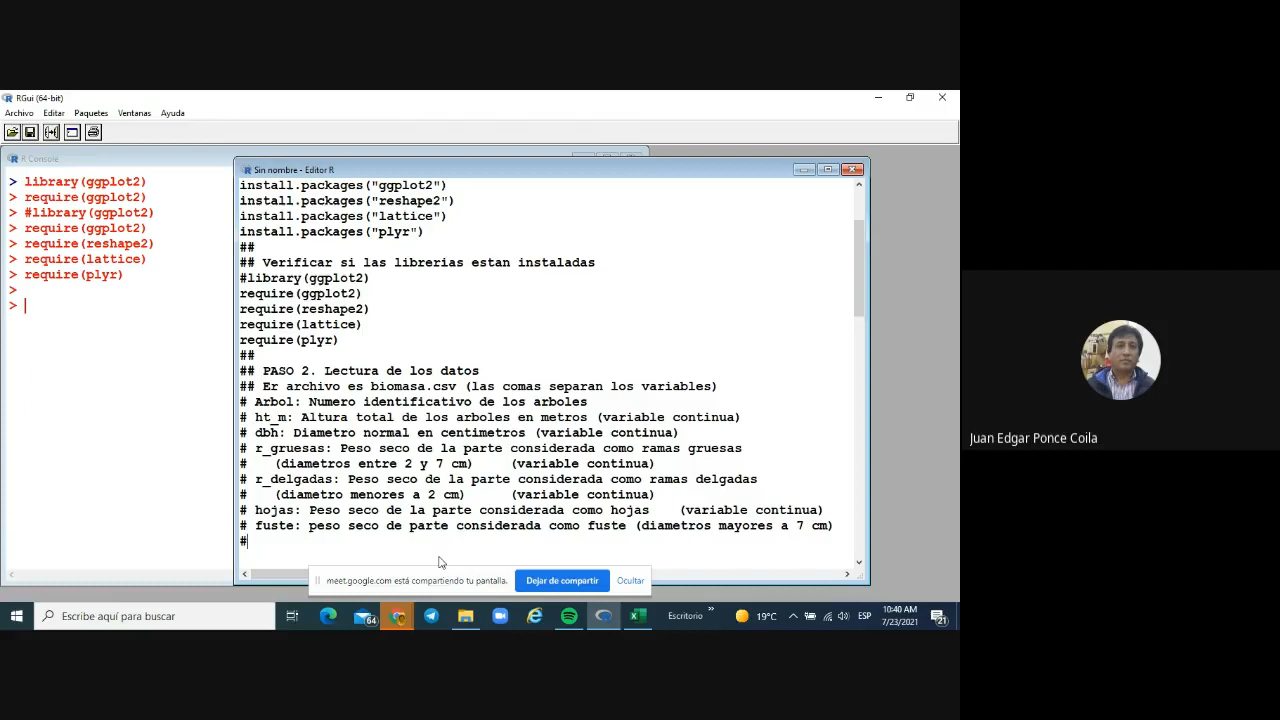 RGui (64-bit)
Archivo Editar Paquetes Ventanas Ayuda
R Console
> library(ggplot2)
> require(ggplot2)
> #library(ggplot2)
> require(ggplot2)
> require(reshape2)
> require(lattice)
> require(plyr)
>
>
Sin nombre - Editor R
install.packages("ggplot2")
install.packages("reshape2")
install.packages("lattice")
install.packages("plyr")
##
## Verificar si las librerias estan instaladas
#library(ggplot2)
require(ggplot2)
require(reshape2)
require(lattice)
require(plyr)
##
## PASO 2. Lectura de los datos
## Er archivo es biomasa.csv (las comas separan los variables)
# Arbol: Numero identificativo de los arboles
# ht_m: Altura total de los arboles en metros (variable continua)
# dbh: Diametro normal en centimetros (variable continua)
# r_gruesas: Peso seco de la parte considerada como ramas gruesas
# (diametros entre 2 y 7 cm) (variable continua)
# r_delgadas: Peso seco de la parte considerada como ramas delgadas
# (diametro menores a 2 cm) (variable continua)
# hojas: Peso seco de la parte considerada como hojas (variable continua)
# fuste: peso seco de parte considerada como fuste (diametros mayores a 7 cm)
#
meet.google.com está compartiendo tu pantalla. Dejar de compartir Ocultar
Escribe aquí para buscar
64
Escritorio
19°C
ESP
10:40 AM
7/23/2021
21
Juan Edgar Ponce Coila